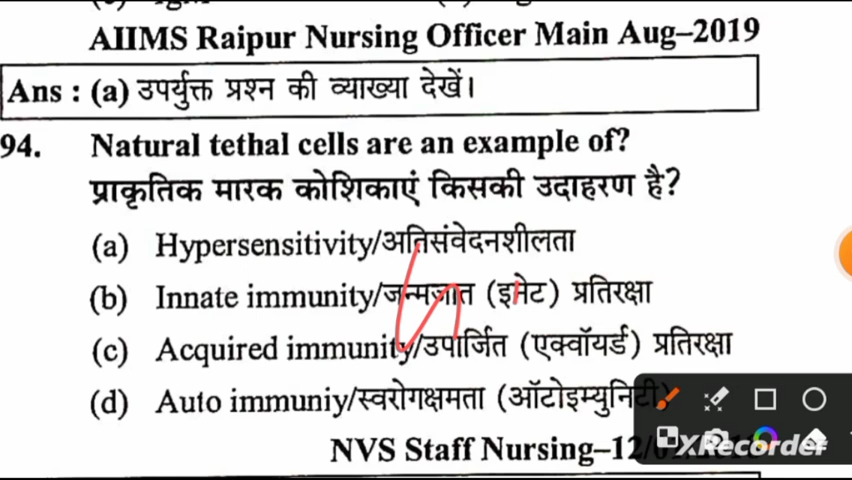 AIIMS Raipur Nursing Officer Main Aug–2019
Ans : (a) उपर्युक्त प्रश्न की व्याख्या देखें।
94. Natural tethal cells are an example of?
प्राकृतिक मारक कोशिकाएं किसकी उदाहरण है?
(a) Hypersensitivity/अतिसंवेदनशीलता
(b) Innate immunity/जन्मजात (इनेट) प्रतिरक्षा
(c) Acquired immunity/उपार्जित (एक्वॉयर्ड) प्रतिरक्षा
(d) Auto immuniy/स्वरोगक्षमता (ऑटोइम्युनिटी)
NVS Staff Nursing–12/
XRecorder